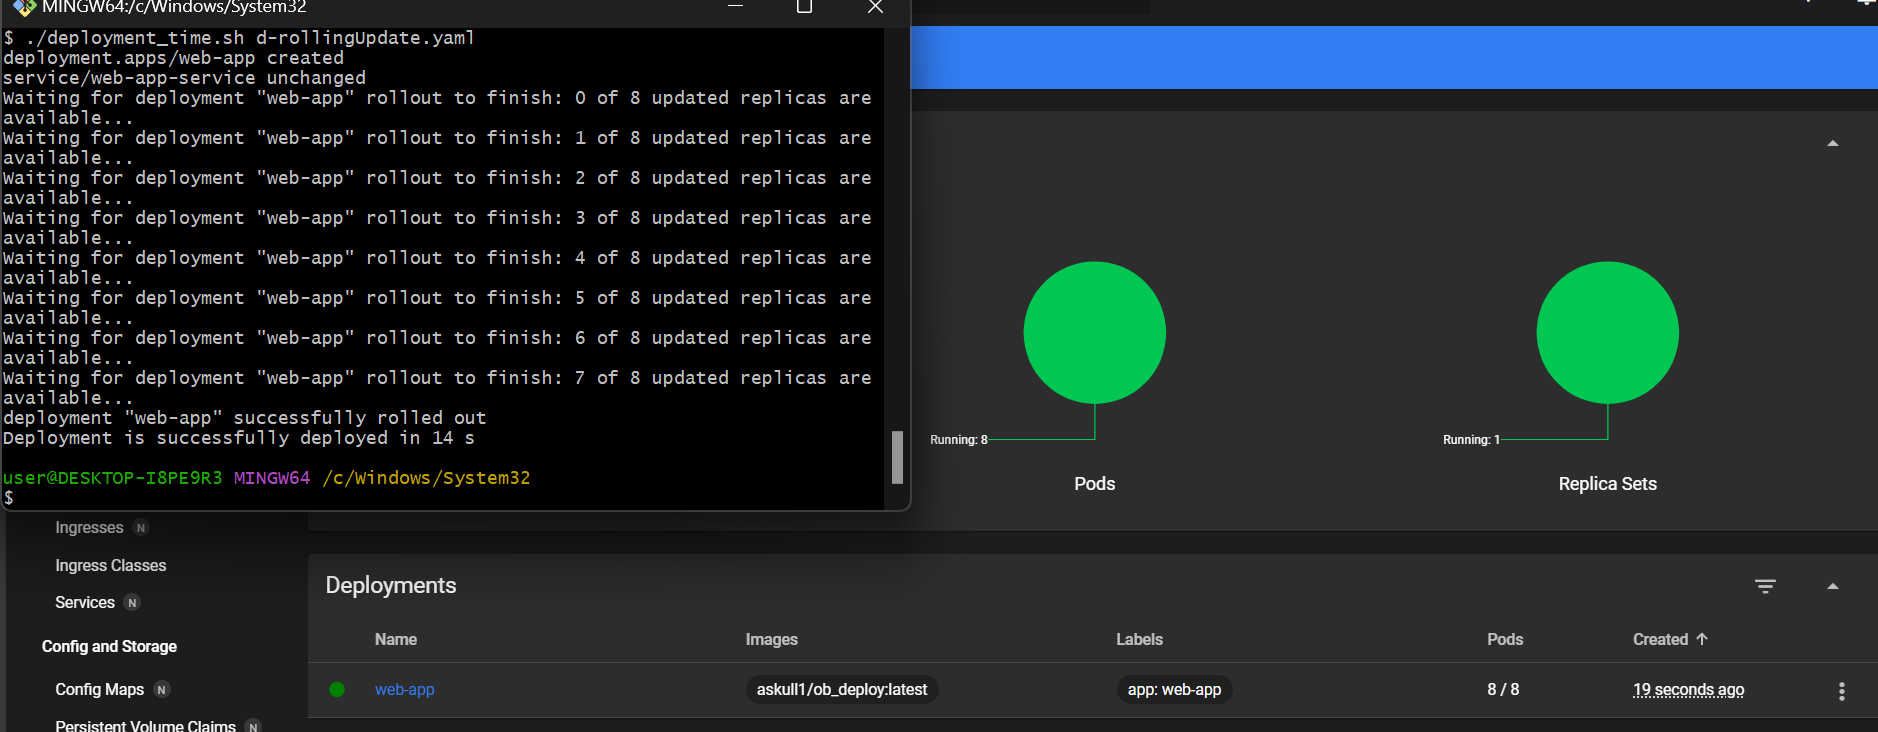 MINGW64:/c/Windows/System32
$ ./deployment_time.sh d-rollingUpdate.yaml
deployment.apps/web-app created
service/web-app-service unchanged
Waiting for deployment "web-app" rollout to finish: 0 of 8 updated replicas are
available...
Waiting for deployment "web-app" rollout to finish: 1 of 8 updated replicas are
available...
Waiting for deployment "web-app" rollout to finish: 2 of 8 updated replicas are
available...
Waiting for deployment "web-app" rollout to finish: 3 of 8 updated replicas are
available...
Waiting for deployment "web-app" rollout to finish: 4 of 8 updated replicas are
available...
Waiting for deployment "web-app" rollout to finish: 5 of 8 updated replicas are
available...
Waiting for deployment "web-app" rollout to finish: 6 of 8 updated replicas are
available...
Waiting for deployment "web-app" rollout to finish: 7 of 8 updated replicas are
available...
deployment "web-app" successfully rolled out
Deployment is successfully deployed in 14 s
user@DESKTOP-I8PE9R3 MINGW64 /c/Windows/System32
$
Running: 8
Pods
Running: 1
Replica Sets
Ingresses N
Ingress Classes
Services N
Config and Storage
Config Maps N
Persistent Volume Claims N
Deployments
Name Images Labels Pods Created
web-app askull1/ob_deploy:latest app: web-app 8 / 8 19 seconds ago